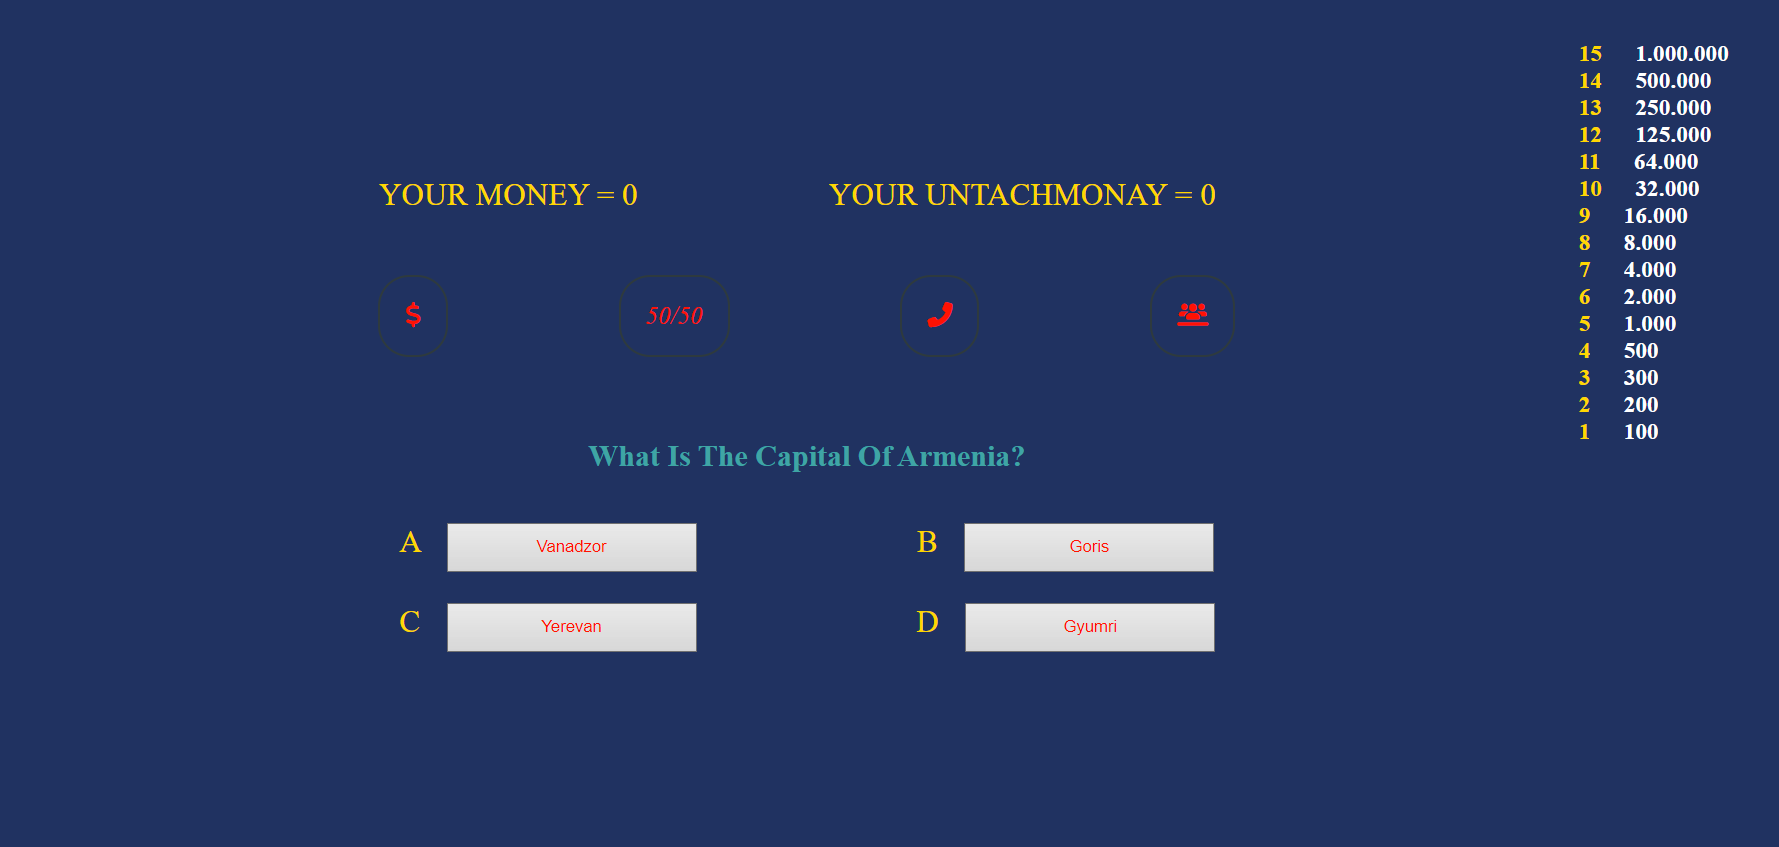 YOUR MONEY = 0
YOUR UNTACHMONAY = 0
$
50/50
What Is The Capital Of Armenia?
A Vanadzor
B Goris
C Yerevan
D Gyumri
15 1.000.000
14 500.000
13 250.000
12 125.000
11 64.000
10 32.000
9 16.000
8 8.000
7 4.000
6 2.000
5 1.000
4 500
3 300
2 200
1 100